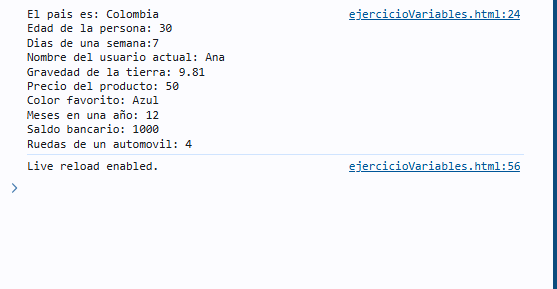 El pais es: Colombia ejercicioVariables.html:24
Edad de la persona: 30
Dias de una semana:7
Nombre del usuario actual: Ana
Gravedad de la tierra: 9.81
Precio del producto: 50
Color favorito: Azul
Meses en una año: 12
Saldo bancario: 1000
Ruedas de un automovil: 4
Live reload enabled. ejercicioVariables.html:56